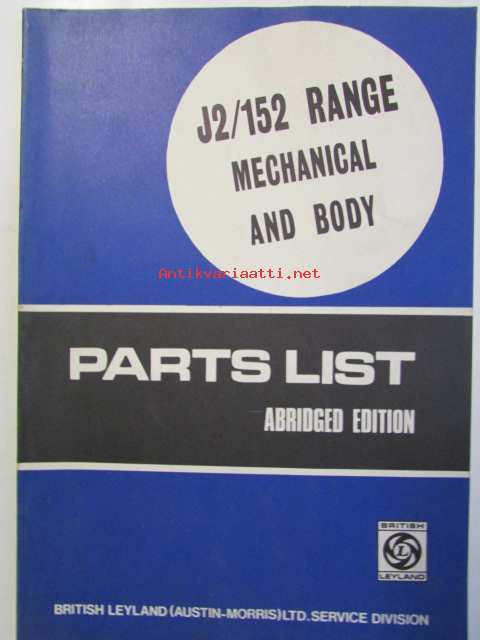 J2/152 RANGE
MECHANICAL
AND BODY
Antikvariaatti.net
PARTS LIST
ABRIDGED EDITION
BRITISH
L
LEYLAND
BRITISH LEYLAND (AUSTIN-MORRIS) LTD. SERVICE DIVISION